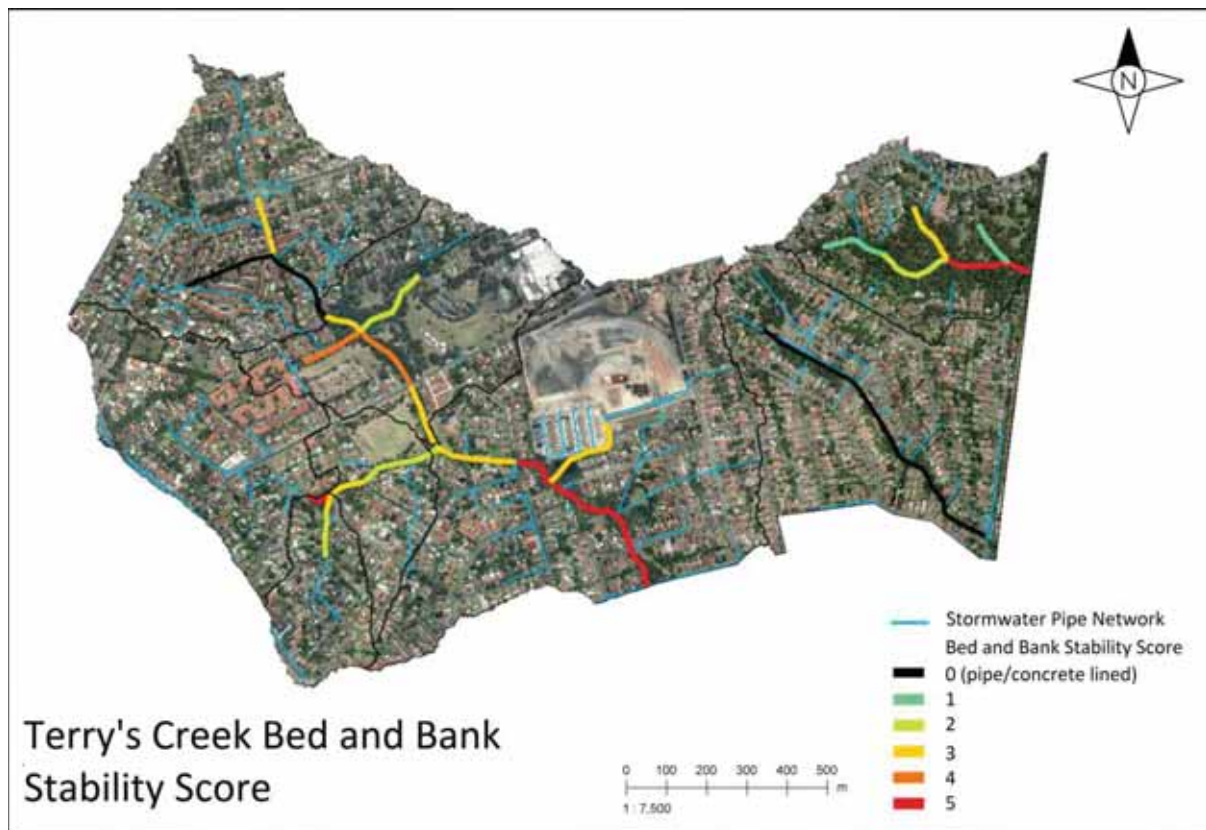 N
Stormwater Pipe Network
Bed and Bank Stability Score
0 (pipe/concrete lined)
1
2
3
4
5
Terry's Creek Bed and Bank
Stability Score
0 100 200 300 400 500
m
1 : 7,500